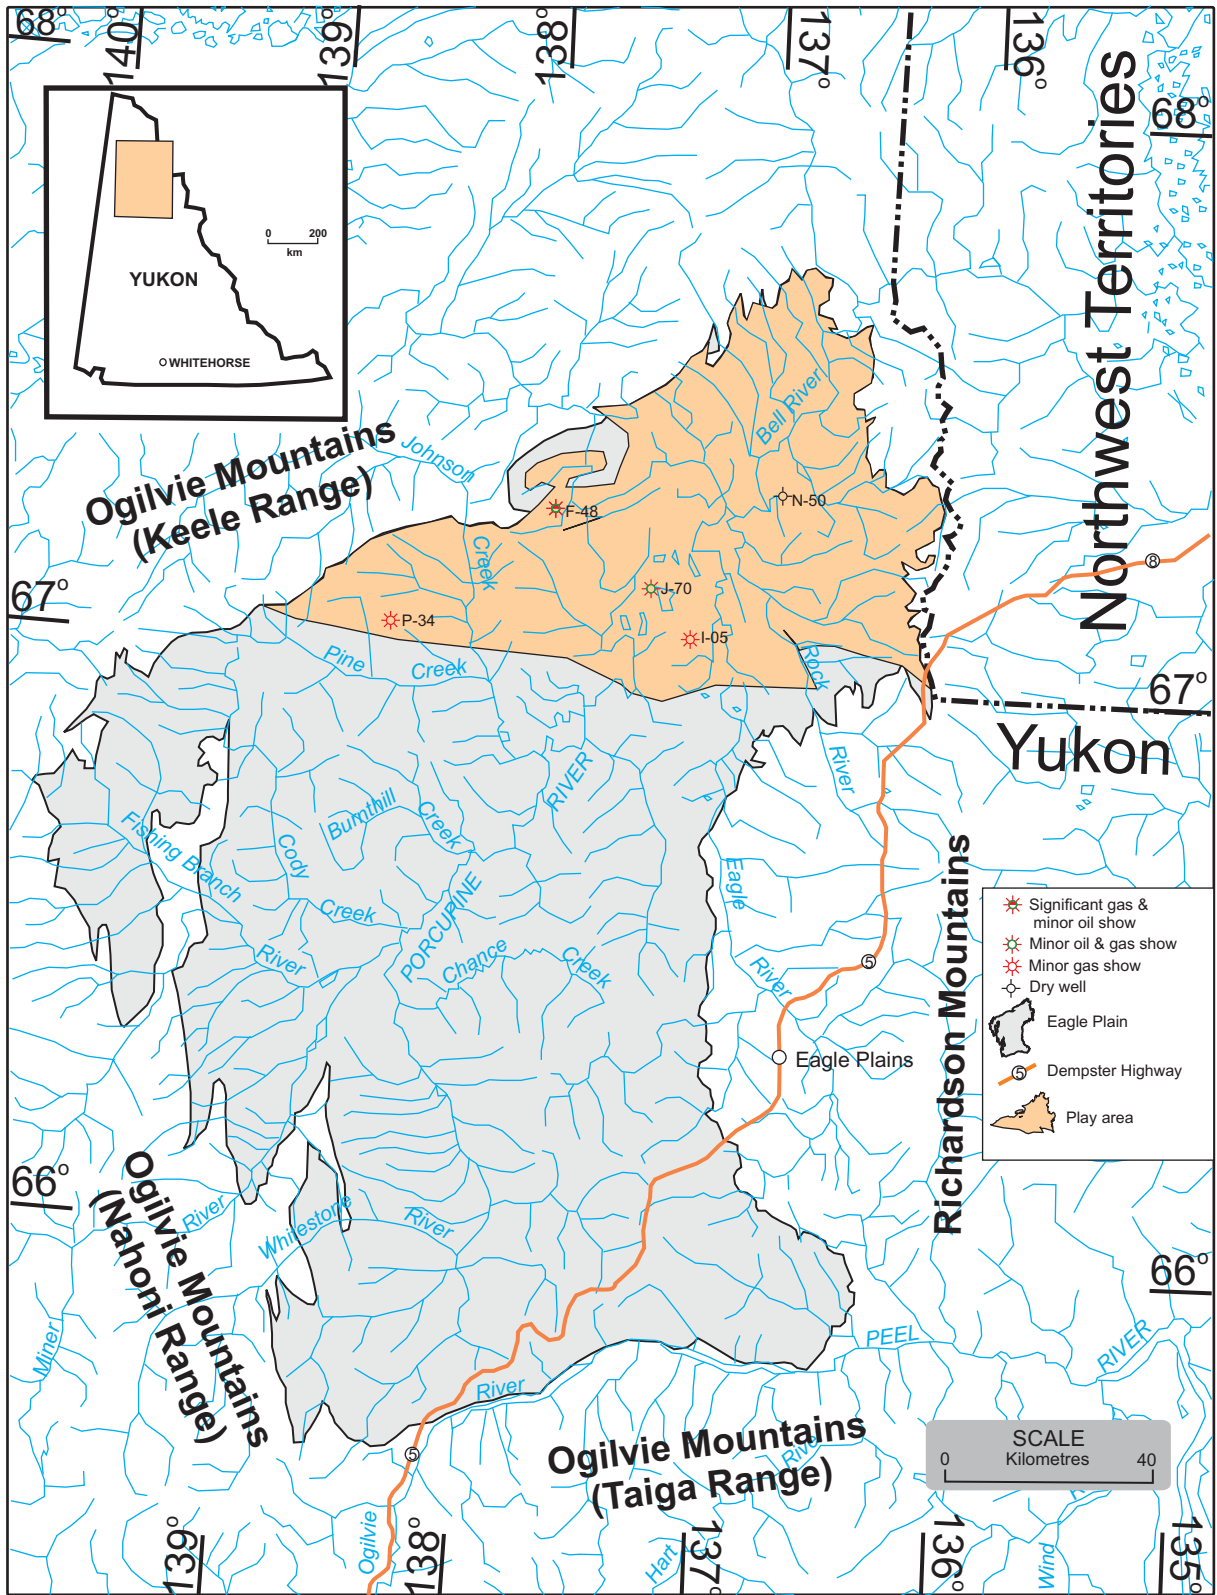 68°
140°
139°
138°
137°
136°
68°
Northwest Territories
0 200
km
YUKON
WHITEHORSE
Ogilvie Mountains
(Keele Range)
Johnson
Creek
Bell River
F-48
N-50
J-70
P-34
I-05
67°
8
67°
Yukon
Pine
Creek
Rock
River
RIVER
Burnthill
Creek
Cody
Creek
Fishing Branch
River
PORCUPINE
Chance
Creek
Eagle
River
5
Eagle Plains
Richardson Mountains
Significant gas &
minor oil show
Minor oil & gas show
Minor gas show
Dry well
Eagle Plain
5
Dempster Highway
Play area
66°
Ogilvie Mountains
(Nahoni Range)
River
Whitestone
River
Miner
66°
PEEL
RIVER
River
5
Ogilvie Mountains
(Taiga Range)
River
SCALE
Kilometres
0 40
Ogilvie
Hart
Wind
139°
138°
137°
136°
135°